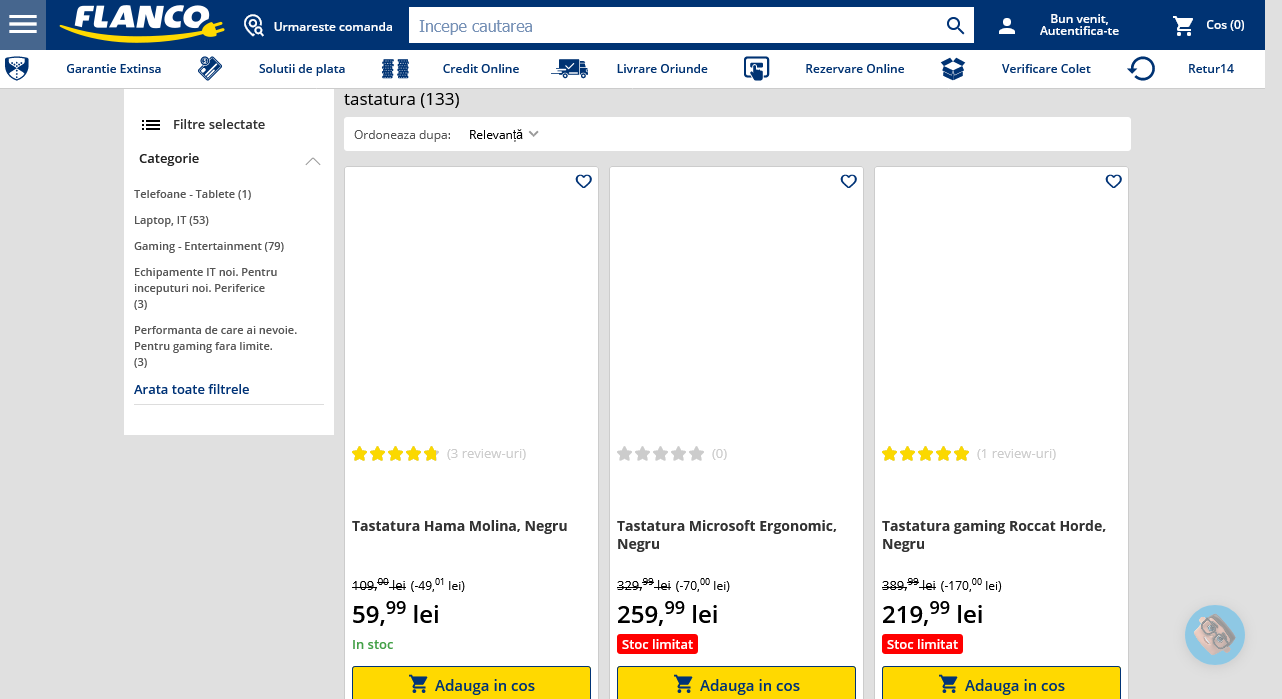 FLANCO
Urmareste comanda
Incepe cautarea
Bun venit,
Autentifica-te
Cos (0)
Garantie Extinsa
Solutii de plata
Credit Online
Livrare Oriunde
Rezervare Online
Verificare Colet
Retur14
tastatura (133)
Filtre selectate
Ordoneaza dupa: Relevanță
Categorie
Telefoane - Tablete (1)
Laptop, IT (53)
Gaming - Entertainment (79)
Echipamente IT noi. Pentru
inceputuri noi. Periferice
(3)
Performanta de care ai nevoie.
Pentru gaming fara limite.
(3)
Arata toate filtrele
(3 review-uri)
Tastatura Hama Molina, Negru
109,00 lei (-49,01 lei)
59,99 lei
In stoc
Adauga in cos
(0)
Tastatura Microsoft Ergonomic,
Negru
329,99 lei (-70,00 lei)
259,99 lei
Stoc limitat
Adauga in cos
(1 review-uri)
Tastatura gaming Roccat Horde,
Negru
389,99 lei (-170,00 lei)
219,99 lei
Stoc limitat
Adauga in cos